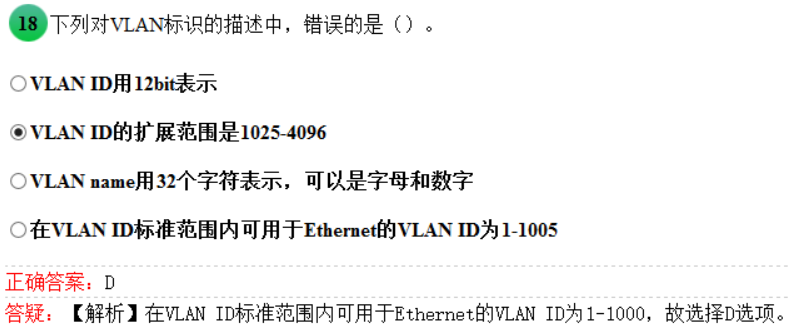 18 下列对VLAN标识的描述中，错误的是（）。
VLAN ID用12bit表示
VLAN ID的扩展范围是1025-4096
VLAN name用32个字符表示，可以是字母和数字
在VLAN ID标准范围内可用于Ethernet的VLAN ID为1-1005
正确答案：D
答疑：【解析】在VLAN ID标准范围内可用于Ethernet的VLAN ID为1-1000，故选择D选项。